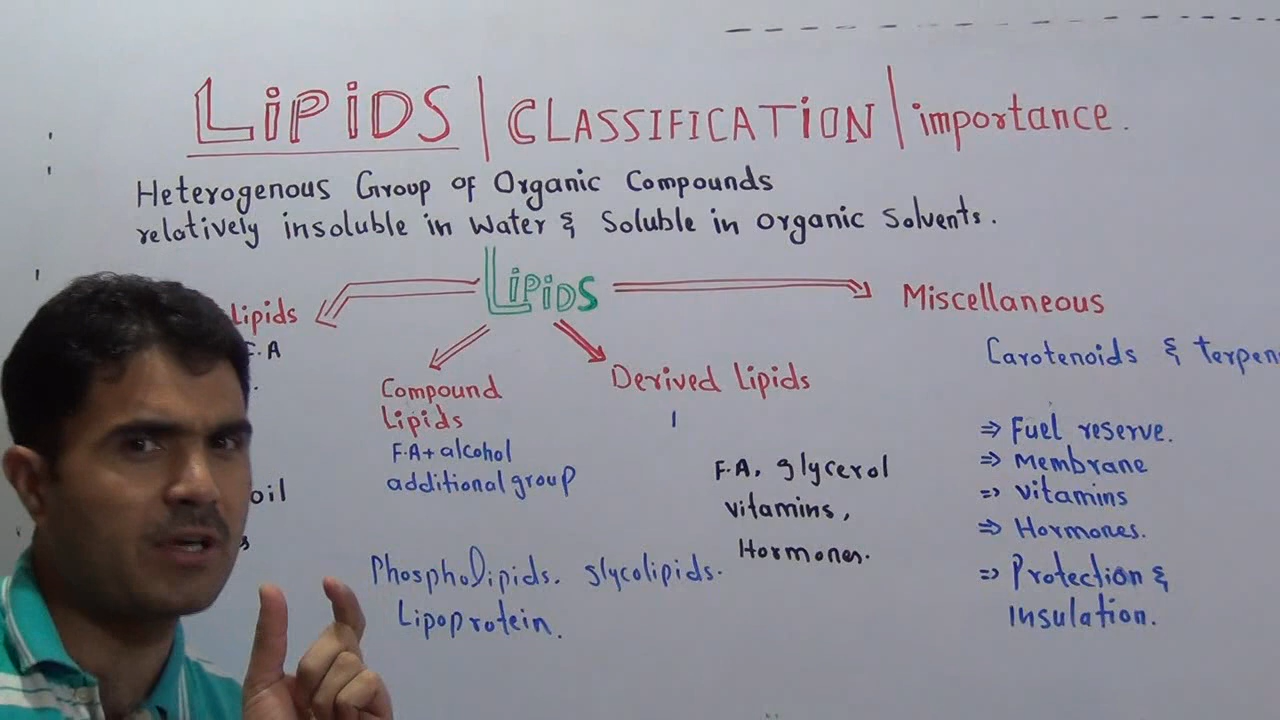 LiPiDS | CLASSIFICATiON | importance.
Heterogenous Group of Organic Compounds
relatively insoluble in Water & Soluble in Organic Solvents.
LiPiDS
Lipids
F.A
oil
Compound
Lipids
F.A+ alcohol
additional group
Phospholipids. glycolipids.
Lipoprotein.
Derived Lipids
F.A, glycerol
vitamins,
Hormones.
Miscellaneous
Carotenoids & terpen
⇒ Fuel reserve.
⇒ Membrane
⇒ vitamins
⇒ Hormones.
⇒ Protection &
insulation.